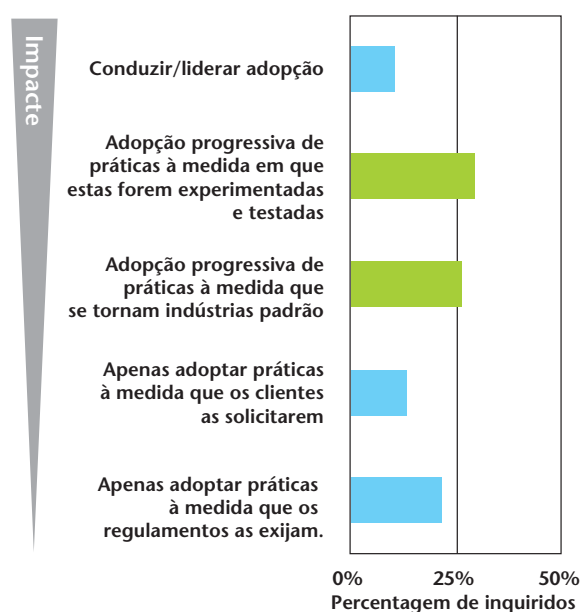 Impacte
Conduzir/liderar adopção
Adopção progressiva de
práticas à medida em que
estas forem experimentadas
e testadas
Adopção progressiva de
práticas à medida que
se tornam indústrias padrão
Apenas adoptar práticas
à medida que os clientes
as solicitarem
Apenas adoptar práticas
à medida que os
regulamentos as exijam.
0% 25% 50%
Percentagem de inquiridos